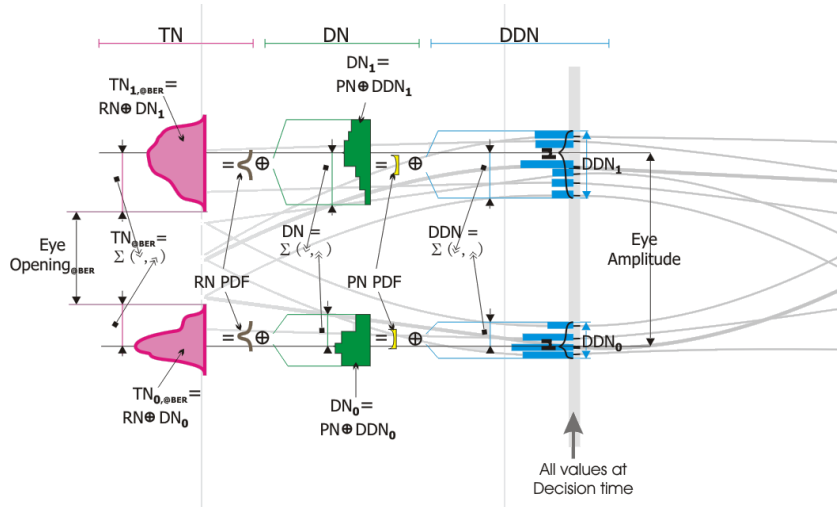 TN
DN
DDN
TN1,@BER=
RN⊕ DN1
DN1=
PN⊕DDN1
=
⊕
=
⊕
DDN1
Eye
Opening@BER
TN@BER=
Σ ( , )
RN PDF
DN =
Σ ( , )
PN PDF
DDN =
Σ ( , )
Eye
Amplitude
=
⊕
=
⊕
DDN0
TN0,@BER=
RN⊕ DN0
DN0=
PN⊕DDN0
All values at
Decision time